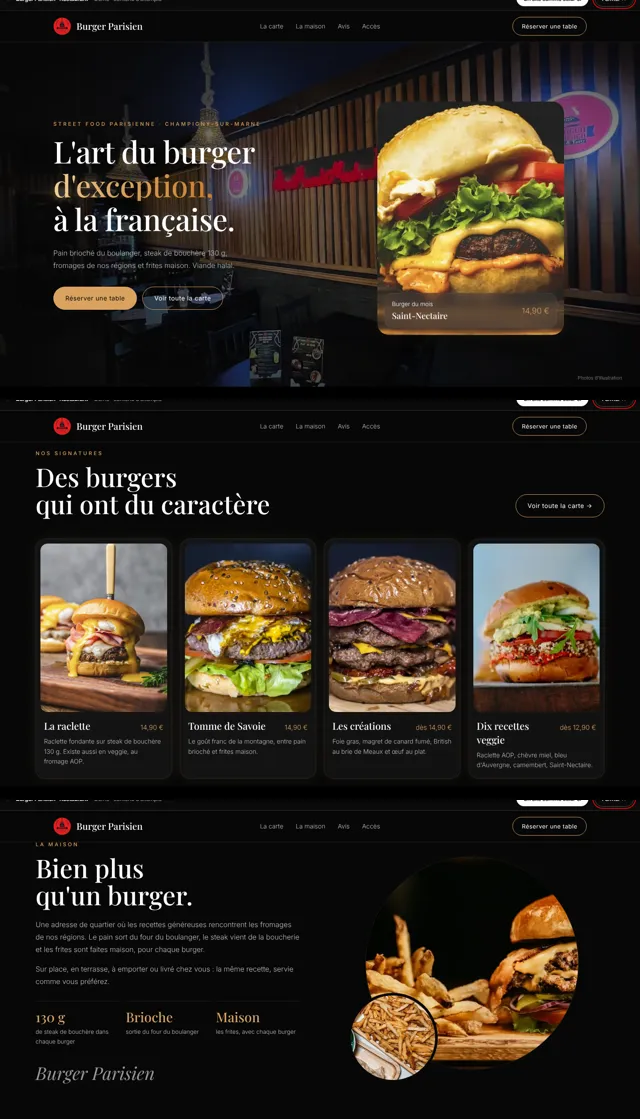 Burger Parisien
La carte
La maison
Avis
Accès
Réserver une table
STREET FOOD PARISIENNE · CHAMPIGNY-SUR-MARNE
L'art du burger
d'exception,
à la française.
Pain brioché du boulanger, steak de bouchère 130 g,
fromages de nos régions et frites maison. Viande halal.
Réserver une table
Voir toute la carte
Burger du mois
Saint-Nectaire
14,90 €
Photos d'illustration
Burger Parisien
La carte
La maison
Avis
Accès
Réserver une table
NOS SIGNATURES
Des burgers
qui ont du caractère
Voir toute la carte →
La raclette
14,90 €
Raclette fondante sur steak de bouchère
130 g. Existe aussi en veggie, au
fromage AOP.
Tomme de Savoie
14,90 €
Le goût franc de la montagne, entre pain
brioché et frites maison.
Les créations
dès 14,90 €
Foie gras, magret de canard fumé, British
au brie de Meaux et œuf au plat.
Dix recettes
veggie
dès 12,90 €
Raclette AOP, chèvre miel, bleu
d'Auvergne, camembert, Saint-Nectaire.
Burger Parisien
La carte
La maison
Avis
Accès
Réserver une table
LA MAISON
Bien plus
qu'un burger.
Une adresse de quartier où les recettes généreuses rencontrent les fromages
de nos régions. Le pain sort du four du boulanger, le steak vient de la boucherie
et les frites sont faites maison, pour chaque burger.
Sur place, en terrasse, à emporter ou livré chez vous : la même recette, servie
comme vous préférez.
130 g
de steak de bouchère dans
chaque burger
Brioche
sortie du four du boulanger
Maison
les frites, avec chaque burger
Burger Parisien